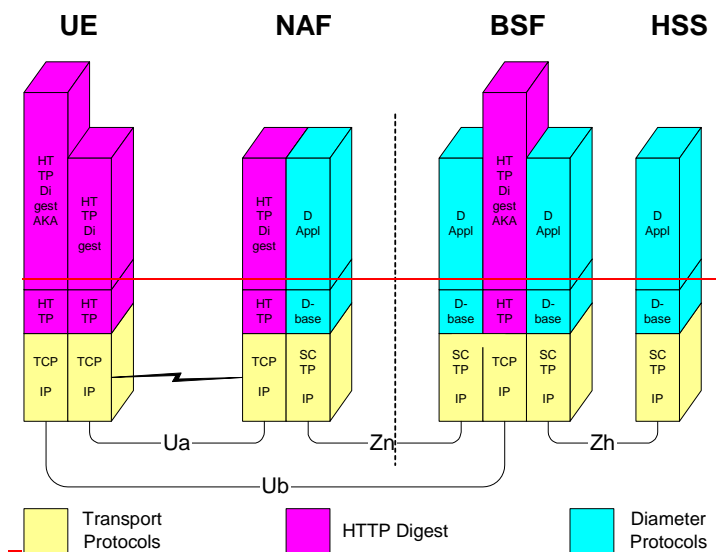 UE NAF BSF HSS
HT
TP
Di
gest
AKA
HT
TP
Di
gest
HT
TP
Di
gest
D
Appl
D
Appl
HT
TP
Di
gest
AKA
D
Appl
D
Appl
HT
TP
HT
TP
HT
TP
D-
base
D-
base
HT
TP
D-
base
D-
base
TCP
IP
TCP
IP
TCP
IP
SC
TP
IP
SC
TP
IP
TCP
IP
SC
TP
IP
SC
TP
IP
Ua
Zn
Zh
Ub
Transport
Protocols
HTTP Digest
Diameter
Protocols